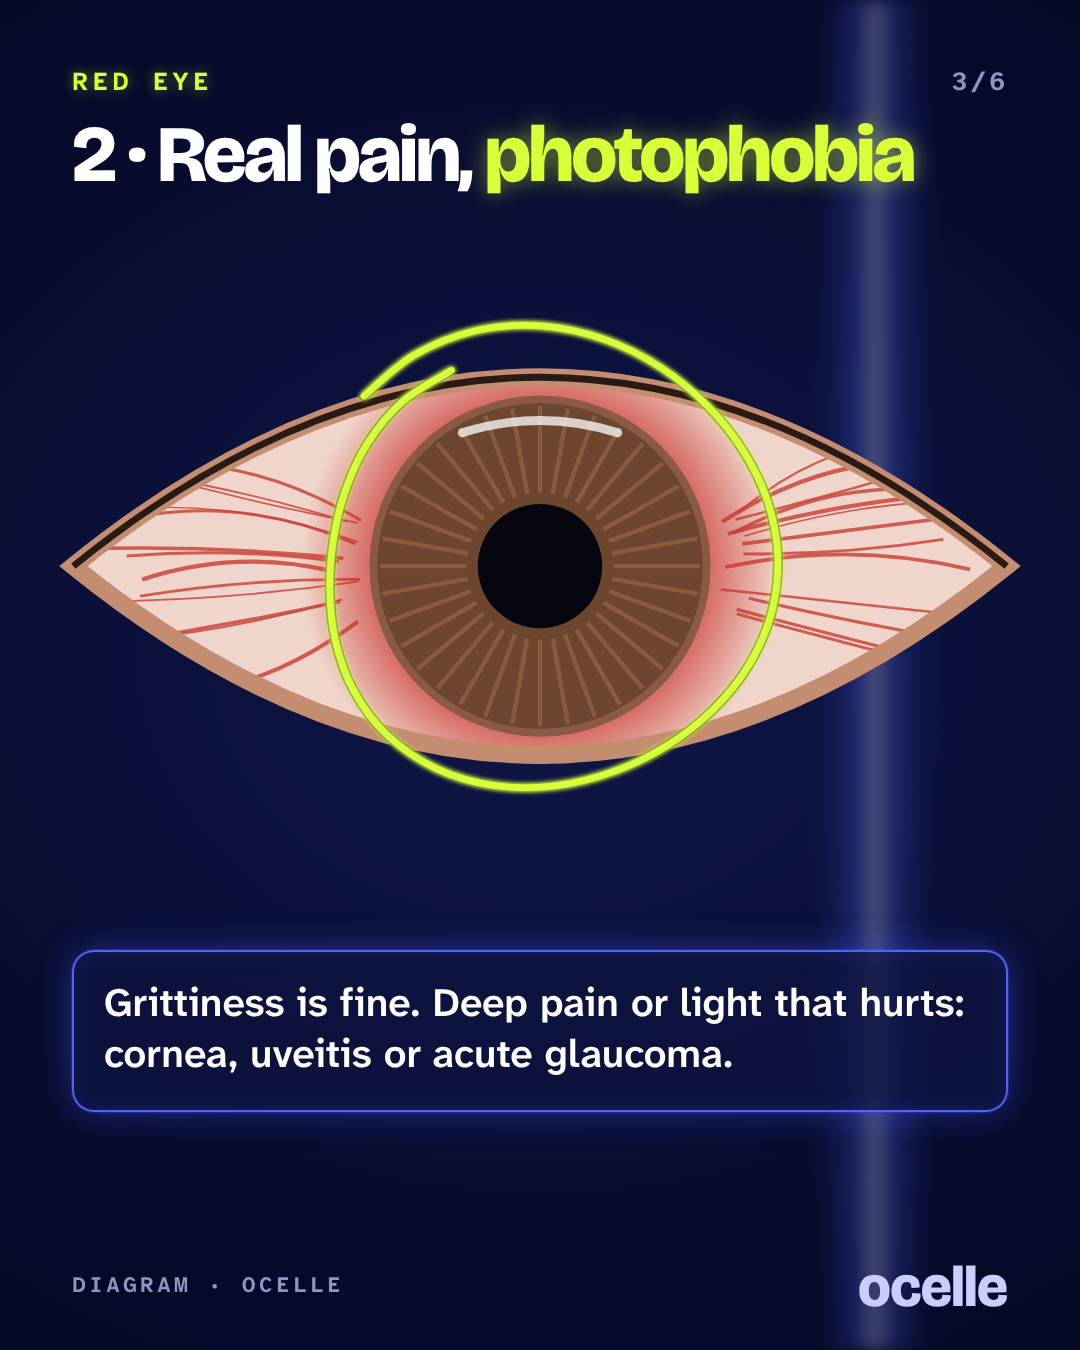 RED EYE
3/6
2 · Real pain, photophobia
Grittiness is fine. Deep pain or light that hurts:
cornea, uveitis or acute glaucoma.
DIAGRAM · OCELLE
ocelle